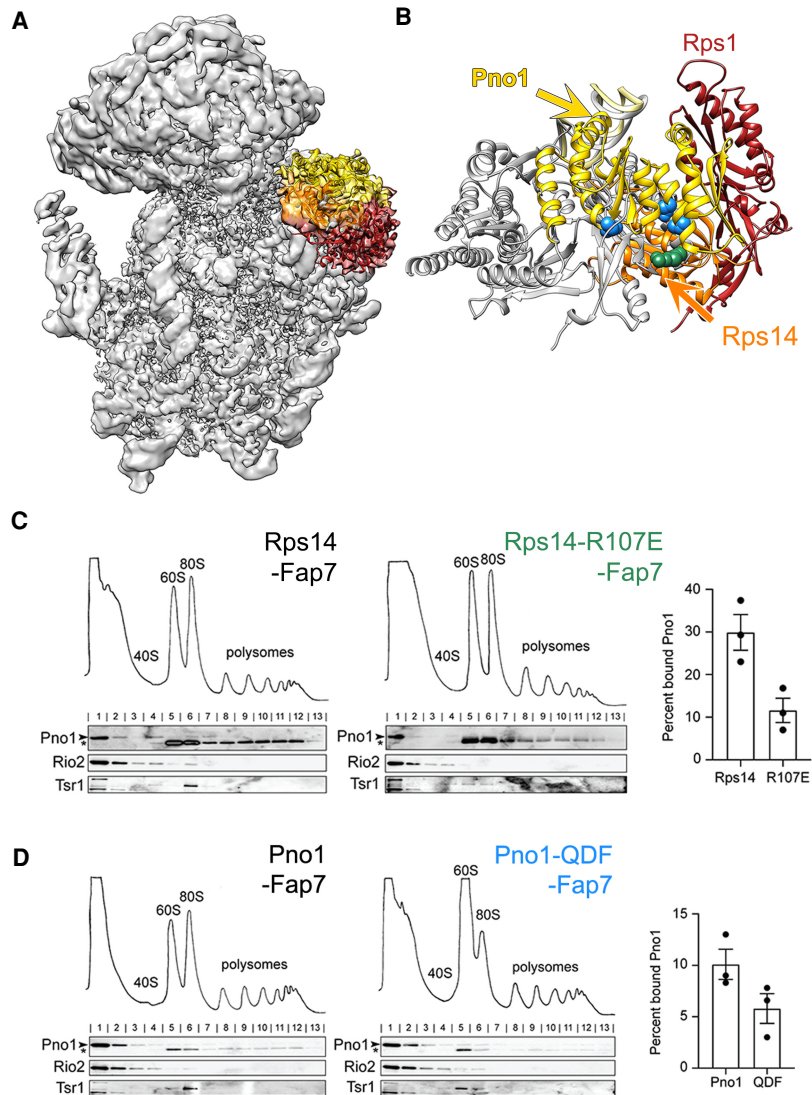 A
B
Rps1
Pno1
Rps14
C
Rps14
-Fap7
60S
80S
40S
polysomes
| 1 | 2 | 3 | 4 | 5 | 6 | 7 | 8 | 9 | 10 | 11 | 12 | 13 |
Pno1
*
Rio2
Tsr1
Rps14-R107E
-Fap7
60S
80S
40S
polysomes
| 1 | 2 | 3 | 4 | 5 | 6 | 7 | 8 | 9 | 10 | 11 | 12 | 13 |
Pno1
*
Rio2
Tsr1
Percent bound Pno1
40
30
20
10
0
Rps14 R107E
D
Pno1
-Fap7
60S
80S
40S
polysomes
| 1 | 2 | 3 | 4 | 5 | 6 | 7 | 8 | 9 | 10 | 11 | 12 | 13 |
Pno1
*
Rio2
Tsr1
Pno1-QDF
-Fap7
60S
80S
40S
polysomes
| 1 | 2 | 3 | 4 | 5 | 6 | 7 | 8 | 9 | 10 | 11 | 12 | 13 |
Pno1
*
Rio2
Tsr1
Percent bound Pno1
15
10
5
0
Pno1 QDF